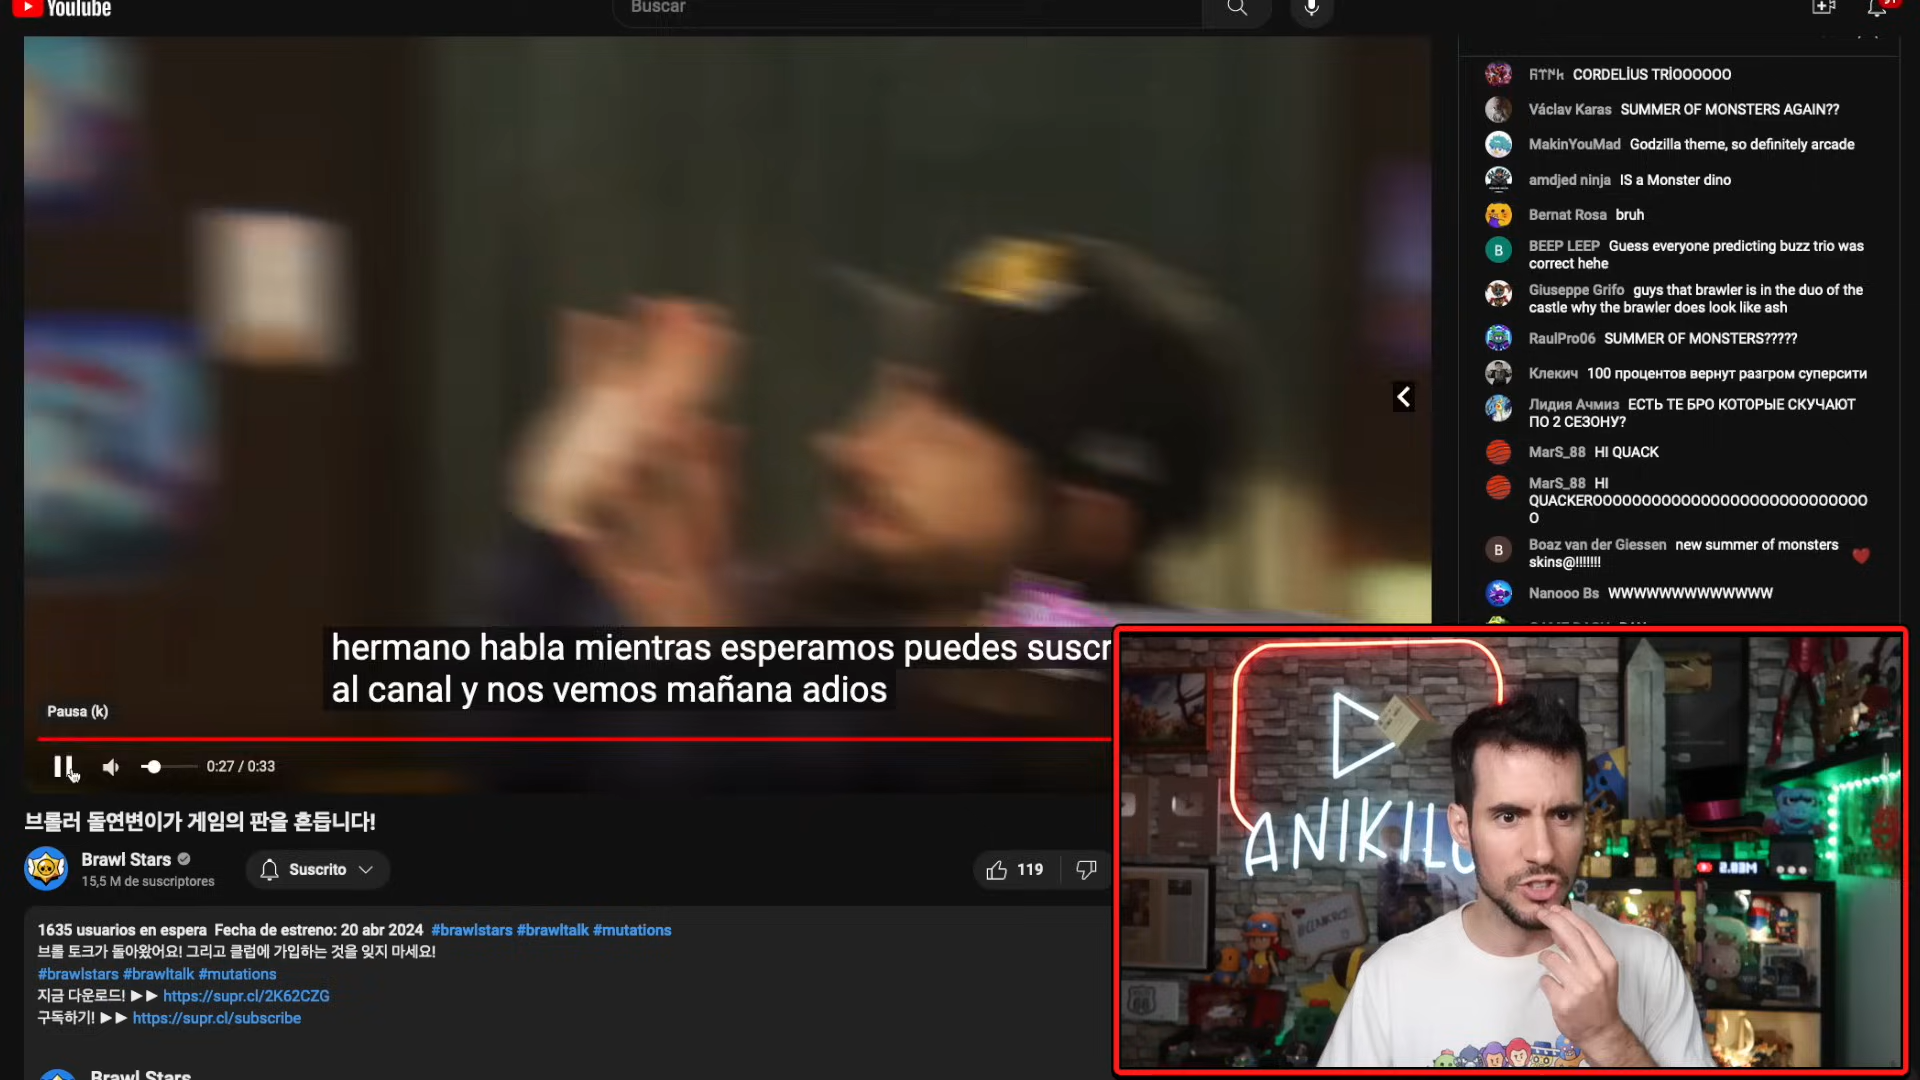 YouTube
Buscar
ԱՂՏԿ CORDELİUS TRİOOOOOO
Václav Karas SUMMER OF MONSTERS AGAIN??
MakinYouMad Godzilla theme, so definitely arcade
amdjed ninja IS a Monster dino
Bernat Rosa bruh
B BEEP LEEP Guess everyone predicting buzz trio was
correct hehe
Giuseppe Grifo guys that brawler is in the duo of the
castle why the brawler does look like ash
RaulPro06 SUMMER OF MONSTERS?????
Клекич 100 процентов вернут разгром суперсити
Лидия Ачмиз ЕСТЬ ТЕ БРО КОТОРЫЕ СКУЧАЮТ
ПО 2 СЕЗОНУ?
MarS_88 HI QUACK
MarS_88 HI
QUACKEROOOOOOOOOOOOOOOOOOOOOOOOOOOO
O
B Boaz van der Giessen new summer of monsters
skins@!!!!!!!
Nanooo Bs WWWWWWWWWWWWW
hermano habla mientras esperamos puedes suscr
al canal y nos vemos mañana adios
Pausa (k)
0:27 / 0:33
브롤러 돌연변이가 게임의 판을 흔듭니다!
Brawl Stars
15,5 M de suscriptores
Suscrito
119
1635 usuarios en espera Fecha de estreno: 20 abr 2024 #brawlstars #brawltalk #mutations
브롤 토크가 돌아왔어요! 그리고 클럽에 가입하는 것을 잊지 마세요!
#brawlstars #brawltalk #mutations
지금 다운로드! ▶▶ https://supr.cl/2K62CZG
구독하기! ▶▶ https://supr.cl/subscribe
Brawl Stars
ANIKILO
2.03M